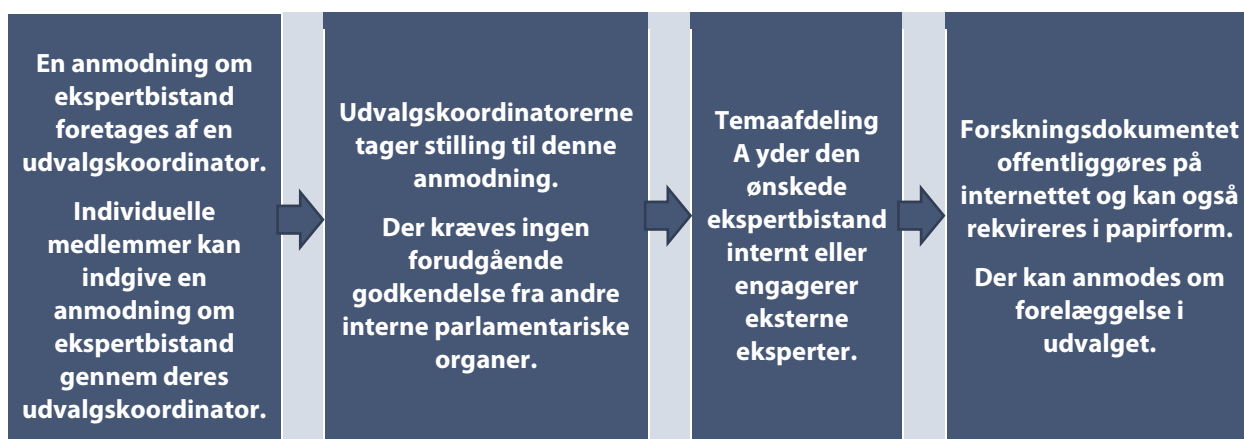 En anmodning om
ekspertbistand
foretages af en
udvalgskoordinator.
Individuelle
medlemmer kan
indgive en
anmodning om
ekspertbistand
gennem deres
udvalgskoordinator.
Udvalgskoordinatorerne
tager stilling til denne
anmodning.
Der kræves ingen
forudgående
godkendelse fra andre
interne parlamentariske
organer.
Temaafdeling
A yder den
ønskede
ekspertbistand
internt eller
engagerer
eksterne
eksperter.
Forskningsdokumentet
offentliggøres på
internettet og kan også
rekvireres i papirform.
Der kan anmodes om
forelæggelse i
udvalget.